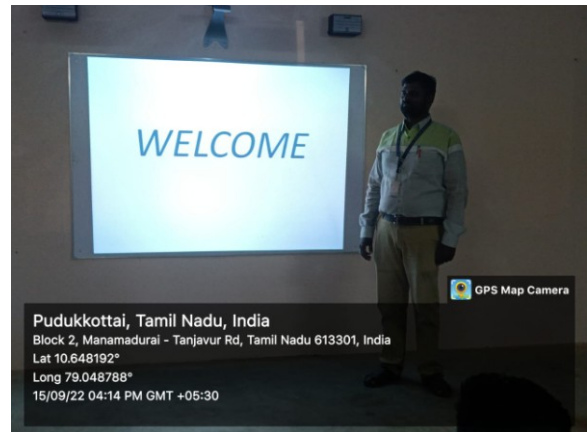 WELCOME
GPS Map Camera
Pudukkottai, Tamil Nadu, India
Block 2, Manamadurai - Tanjavur Rd, Tamil Nadu 613301, India
Lat 10.648192°
Long 79.048788°
15/09/22 04:14 PM GMT +05:30